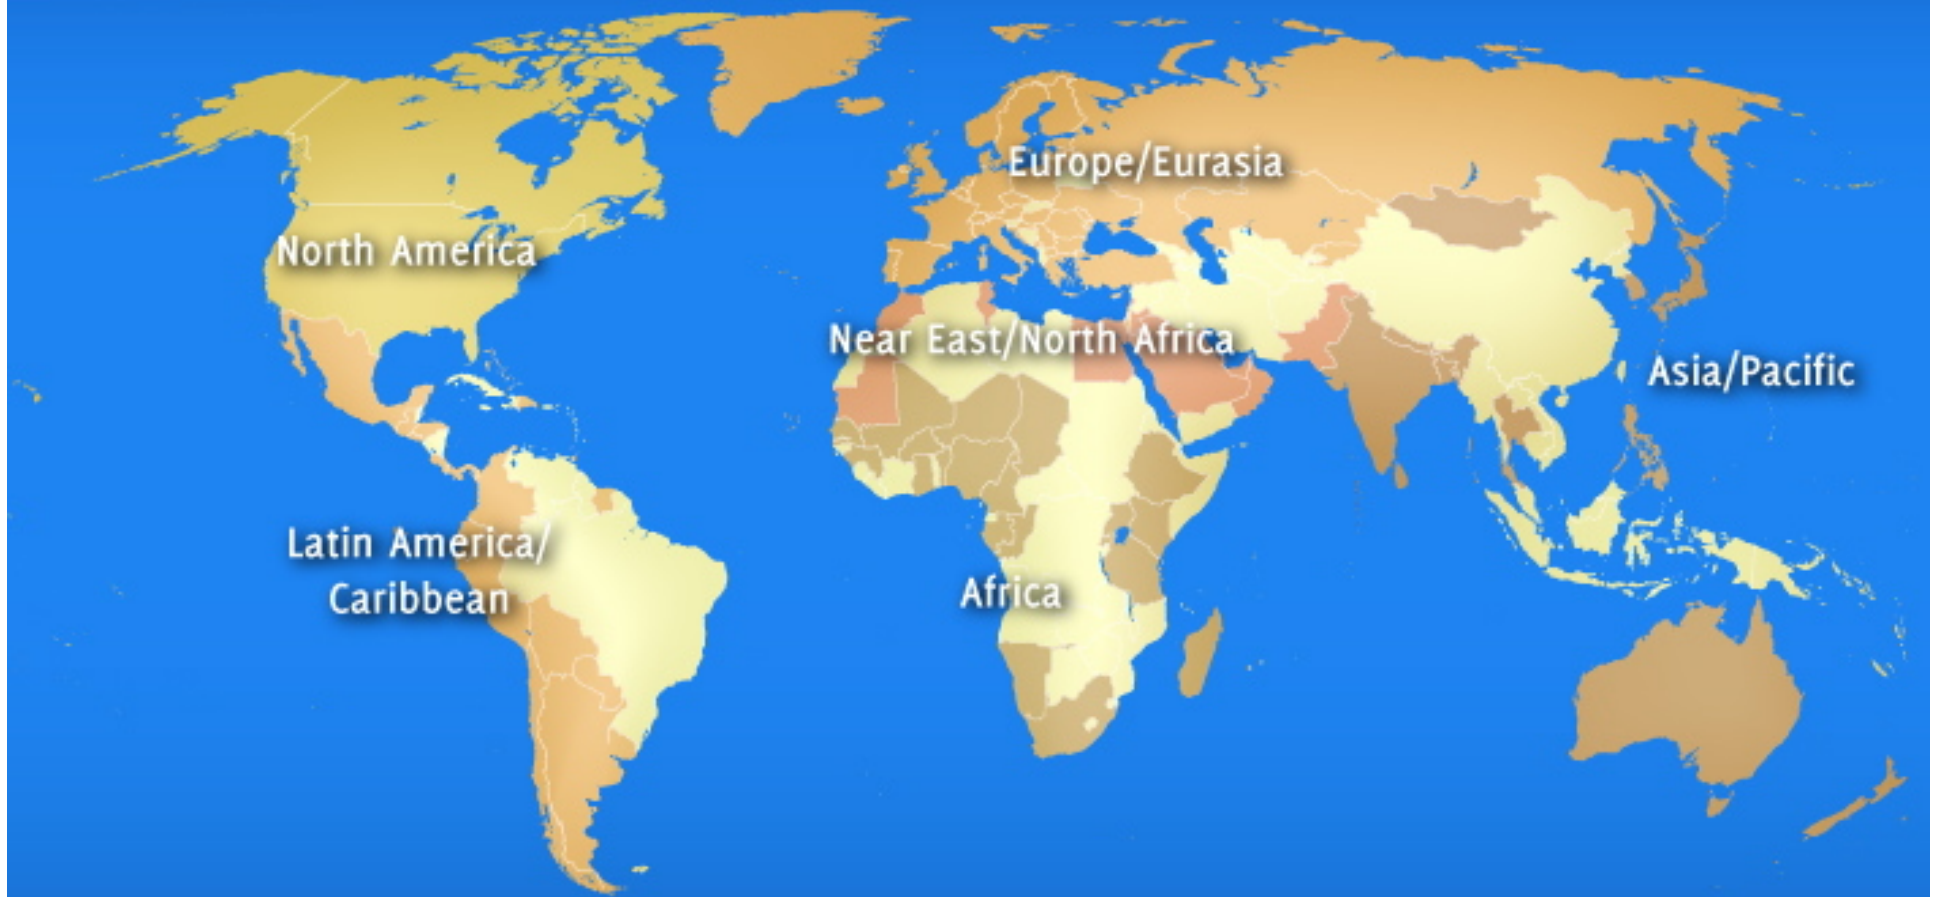 Europe/Eurasia
North America
Near East/North Africa
Asia/Pacific
Latin America/
Caribbean
Africa